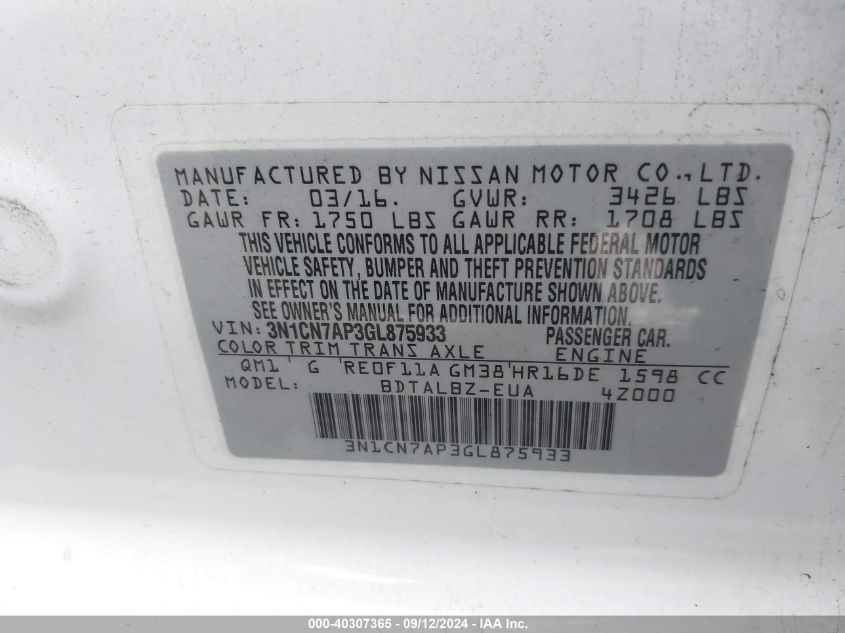 MANUFACTURED BY NISSAN MOTOR CO.,LTD.
DATE: 03/16. GVWR: 3426 LBS
GAWR FR: 1750 LBS GAWR RR: 1708 LBS
THIS VEHICLE CONFORMS TO ALL APPLICABLE FEDERAL MOTOR
VEHICLE SAFETY, BUMPER AND THEFT PREVENTION STANDARDS
IN EFFECT ON THE DATE OF MANUFACTURE SHOWN ABOVE.
SEE OWNER'S MANUAL FOR ADDITIONAL INFORMATION.
VIN: 3N1CN7AP3GL875933 PASSENGER CAR.
COLOR TRIM TRANS AXLE ENGINE
QM1 G RE0F11A GM38 HR16DE 1598 CC
MODEL: BDTALBZ-EUA 4Z000
3N1CN7AP3GL875933
000-40307365 - 09/12/2024 - IAA Inc.